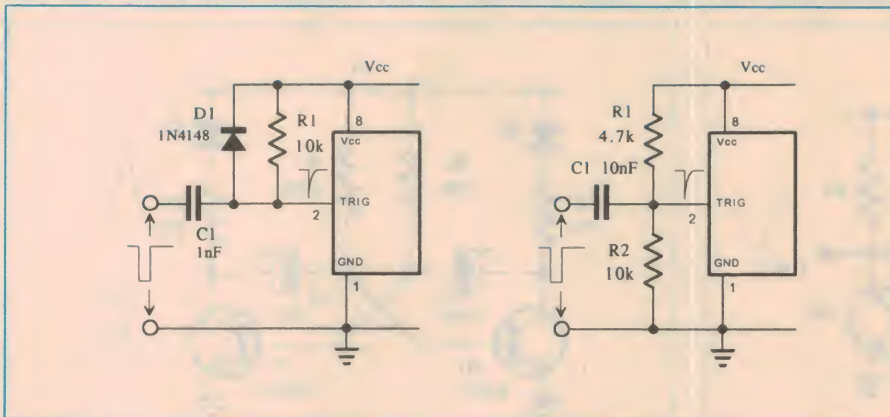 Vcc
D1
1N4148
R1
10k
8
Vcc
TRIG
2
C1
1nF
GND
1
Vcc
R1
4.7k
8
Vcc
C1 10nF
TRIG
2
R2
10k
GND
1